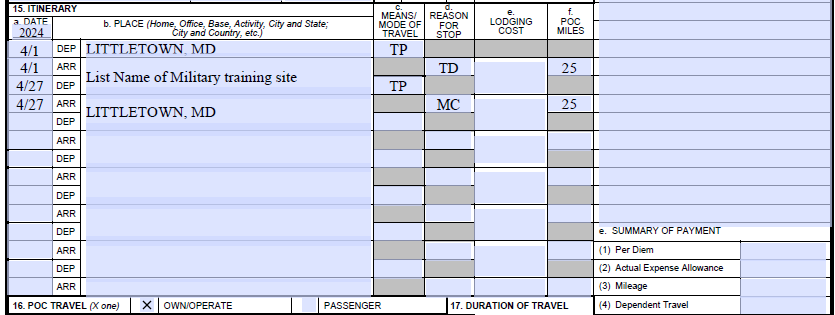 15. ITINERARY
a. DATE
2024
b. PLACE (Home, Office, Base, Activity, City and State;
City and Country, etc.)
c.
MEANS/
MODE OF
TRAVEL
d.
REASON
FOR
STOP
e.
LODGING
COST
f.
POC
MILES
4/1 DEP LITTLETOWN, MD TP
4/1 ARR TD 25
List Name of Military training site
4/27 DEP TP
4/27 ARR MC 25
LITTLETOWN, MD
DEP
ARR
DEP
ARR
DEP
ARR
DEP
ARR
DEP
ARR
e. SUMMARY OF PAYMENT
(1) Per Diem
(2) Actual Expense Allowance
(3) Mileage
(4) Dependent Travel
16. POC TRAVEL (X one) X OWN/OPERATE PASSENGER 17. DURATION OF TRAVEL